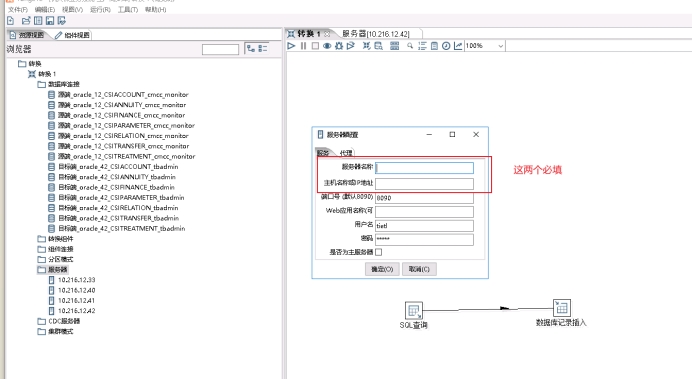 文件(F) 编辑(E) 视图(V) 运行(R) 工具(T) 帮助(H)
资源视图 组件视图
转换 1 服务器[10.216.12.42]
浏览器
100%
转换
转换 1
数据库连接
源端_oracle_12_CSIACCOUNT_cmcc_monitor
源端_oracle_12_CSIANNUITY_cmcc_monitor
源端_oracle_12_CSIFINANCE_cmcc_monitor
源端_oracle_12_CSIPARAMETER_cmcc_monitor
源端_oracle_12_CSIRELATION_cmcc_monitor
源端_oracle_12_CSITRANSFER_cmcc_monitor
源端_oracle_12_CSITREATMENT_cmcc_monitor
目标端_oracle_42_CSIACCOUNT_tbadmin
目标端_oracle_42_CSIANNUITY_tbadmin
目标端_oracle_42_CSIFINANCE_tbadmin
目标端_oracle_42_CSIPARAMETER_tbadmin
目标端_oracle_42_CSIRELATION_tbadmin
目标端_oracle_42_CSITRANSFER_tbadmin
目标端_oracle_42_CSITREATMENT_tbadmin
转换组件
组件连接
分区模式
服务器
10.216.12.33
10.216.12.40
10.216.12.41
10.216.12.42
CDC服务器
集群模式
服务器配置
服务 代理
服务器名称
主机名称或IP地址
端口号 (默认8090) 8090
Web应用名称(可
用户名 tietl
密码 *****
是否为主服务器
确定(O) 取消(C)
这两个必填
SQL查询
数据库记录插入